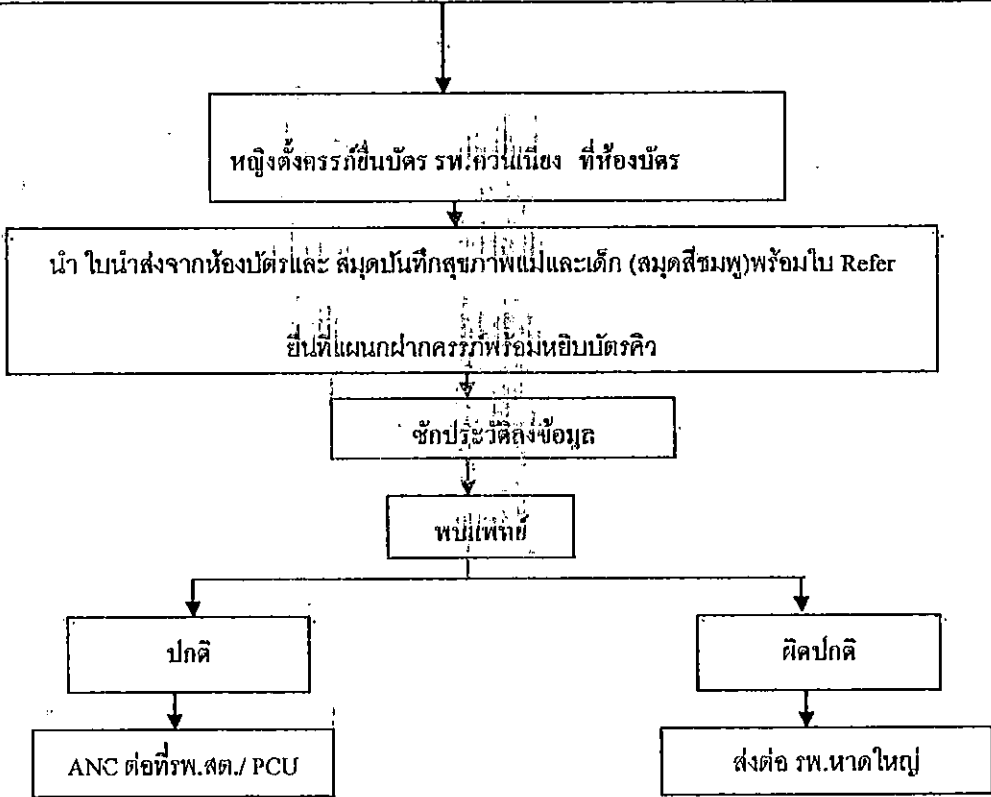 หญิงตั้งครรภ์ยื่นบัตร รพ.ควนเนียง ที่ห้องบัตร
นำ ใบนำส่งจากห้องบัตรและ สมุดบันทึกสุขภาพแม่และเด็ก (สมุดสีชมพู)พร้อมใบ Refer
ยื่นที่แผนกฝากครรภ์พร้อมหยิบบัตรคิว
ซักประวัติลงข้อมูล
พบแพทย์
ปกติ
ผิดปกติ
ANC ต่อที่รพ.สต./ PCU
ส่งต่อ รพ.หาดใหญ่